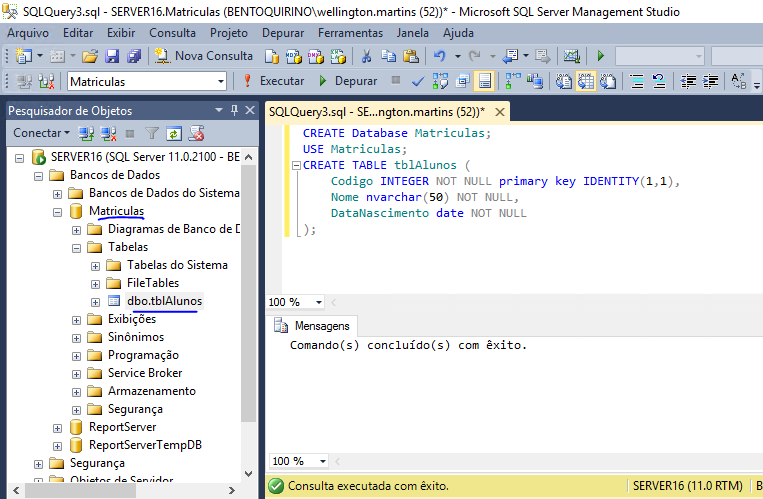 SQLQuery3.sql - SERVER16.Matriculas (BENTOQUIRINO\wellington.martins (52))* - Microsoft SQL Server Management Studio
Arquivo Editar Exibir Consulta Projeto Depurar Ferramentas Janela Ajuda
Nova Consulta
MDX DMX XMLA
Matriculas
Executar Depurar
Pesquisador de Objetos
Conectar
SERVER16 (SQL Server 11.0.2100 - BE
Bancos de Dados
Bancos de Dados do Sistema
Matriculas
Diagramas de Banco de D
Tabelas
Tabelas do Sistema
FileTables
dbo.tblAlunos
Exibições
Sinônimos
Programação
Service Broker
Armazenamento
Segurança
ReportServer
ReportServerTempDB
Segurança
Objetos de Servidor
SQLQuery3.sql - SE...ngton.martins (52))*
CREATE Database Matriculas;
USE Matriculas;
CREATE TABLE tblAlunos (
Codigo INTEGER NOT NULL primary key IDENTITY(1,1),
Nome nvarchar(50) NOT NULL,
DataNascimento date NOT NULL
);
100 %
Mensagens
Comando(s) concluído(s) com êxito.
100 %
Consulta executada com êxito.
SERVER16 (11.0 RTM)
B